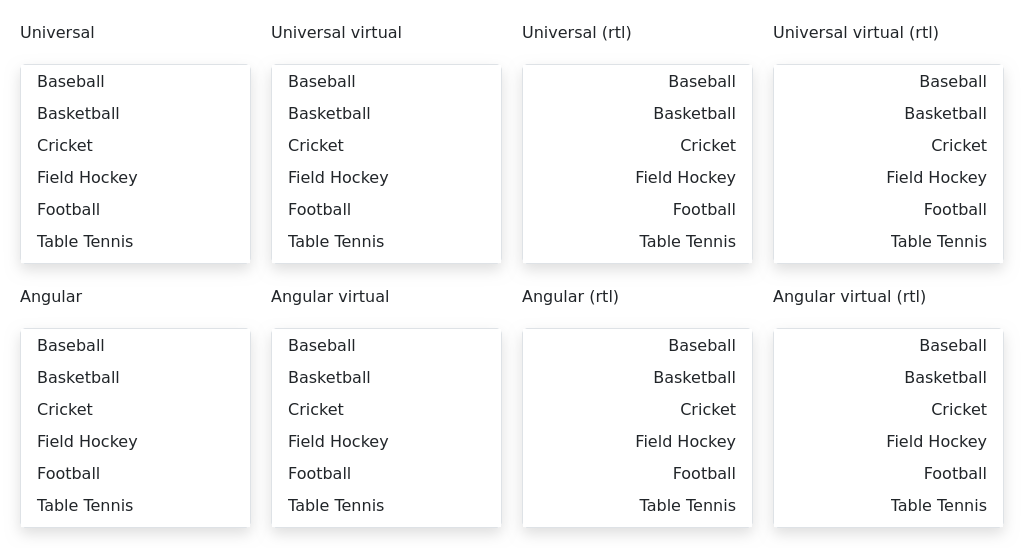 Universal
Baseball
Basketball
Cricket
Field Hockey
Football
Table Tennis
Universal virtual
Baseball
Basketball
Cricket
Field Hockey
Football
Table Tennis
Universal (rtl)
Baseball
Basketball
Cricket
Field Hockey
Football
Table Tennis
Universal virtual (rtl)
Baseball
Basketball
Cricket
Field Hockey
Football
Table Tennis
Angular
Baseball
Basketball
Cricket
Field Hockey
Football
Table Tennis
Angular virtual
Baseball
Basketball
Cricket
Field Hockey
Football
Table Tennis
Angular (rtl)
Baseball
Basketball
Cricket
Field Hockey
Football
Table Tennis
Angular virtual (rtl)
Baseball
Basketball
Cricket
Field Hockey
Football
Table Tennis